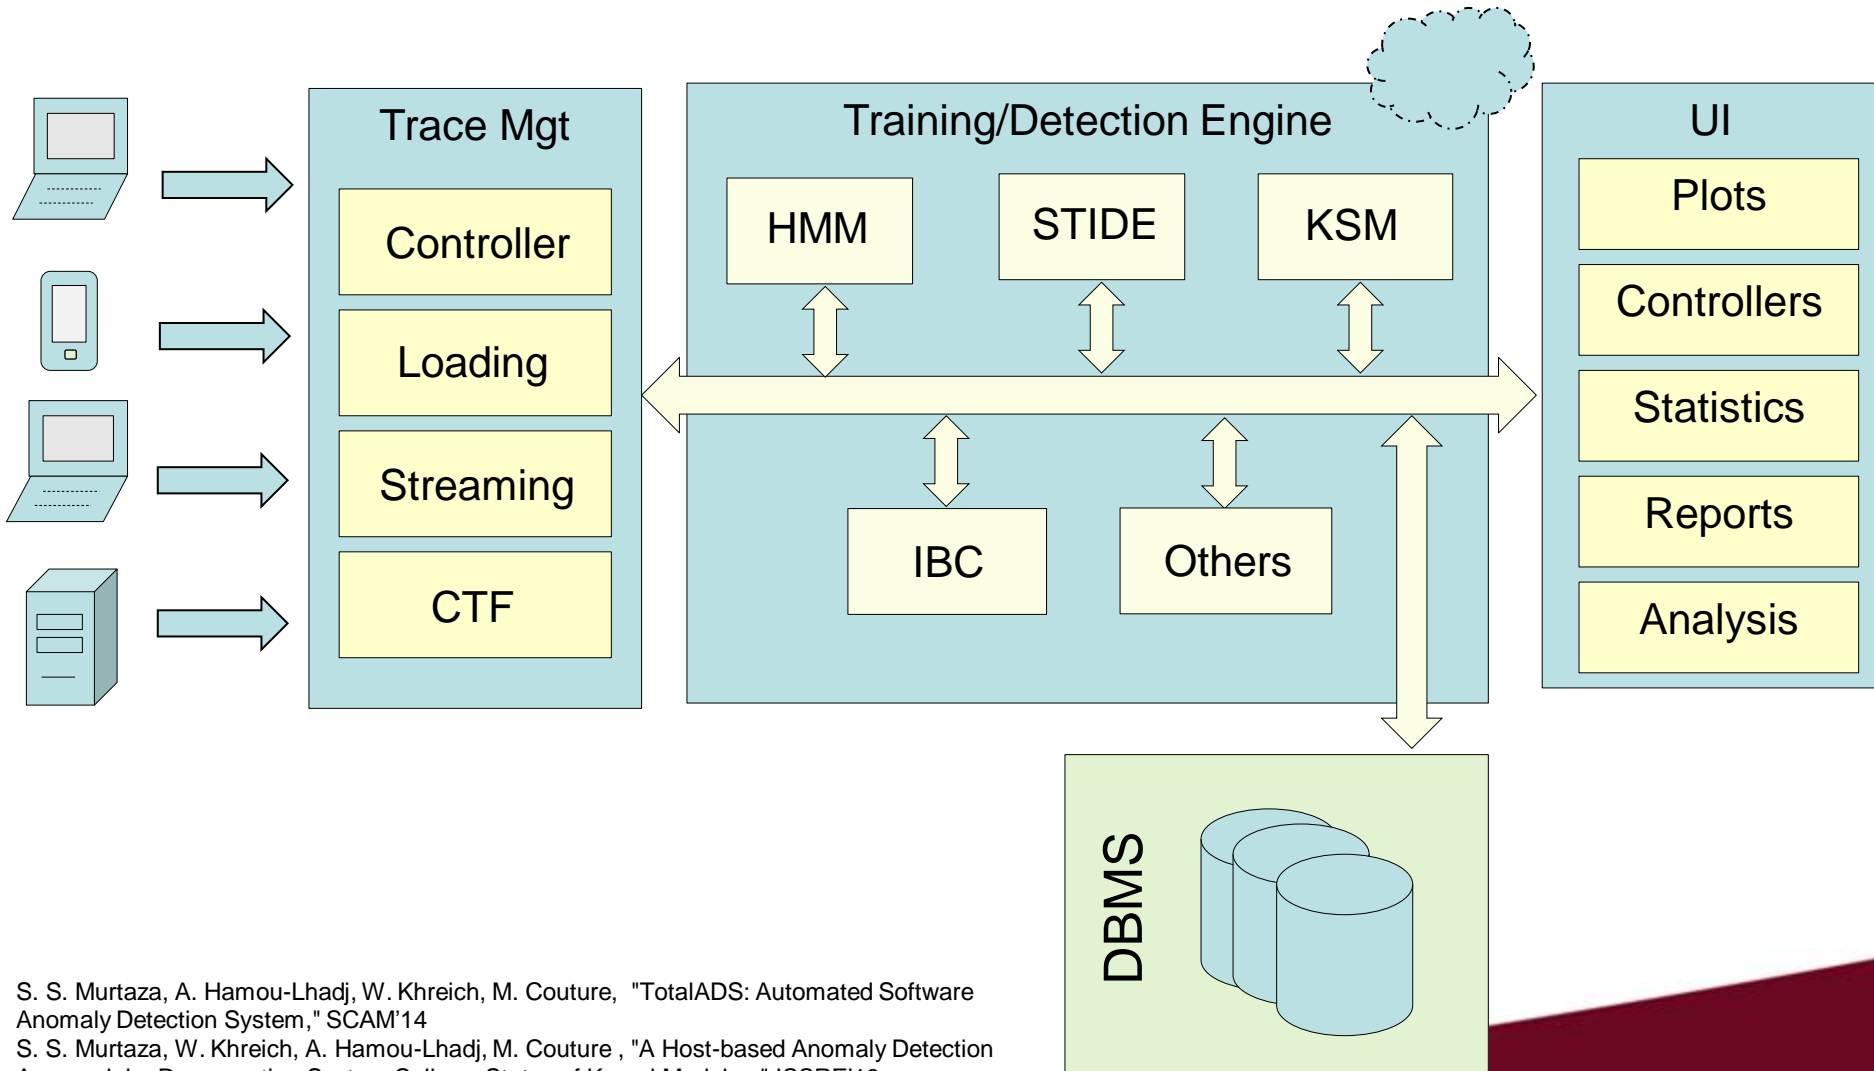 Trace Mgt
Controller
Loading
Streaming
CTF
Training/Detection Engine
HMM
STIDE
KSM
IBC
Others
UI
Plots
Controllers
Statistics
Reports
Analysis
DBMS
S. S. Murtaza, A. Hamou-Lhadj, W. Khreich, M. Couture, "TotalADS: Automated Software
Anomaly Detection System," SCAM'14
S. S. Murtaza, W. Khreich, A. Hamou-Lhadj, M. Couture , "A Host-based Anomaly Detection